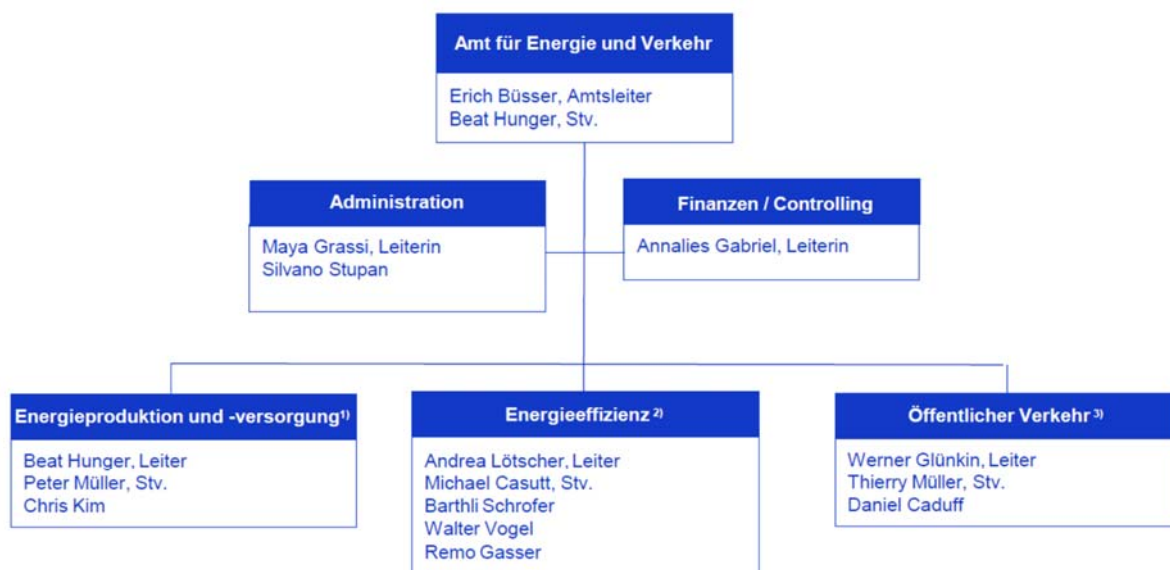 Amt für Energie und Verkehr
Erich Büsser, Amtsleiter
Beat Hunger, Stv.
Administration
Maya Grassi, Leiterin
Silvano Stupan
Finanzen / Controlling
Annalies Gabriel, Leiterin
Energieproduktion und -versorgung¹⁾
Beat Hunger, Leiter
Peter Müller, Stv.
Chris Kim
Energieeffizienz ²⁾
Andrea Lötscher, Leiter
Michael Casutt, Stv.
Barthli Schrofer
Walter Vogel
Remo Gasser
Öffentlicher Verkehr ³⁾
Werner Glünkin, Leiter
Thierry Müller, Stv.
Daniel Caduff